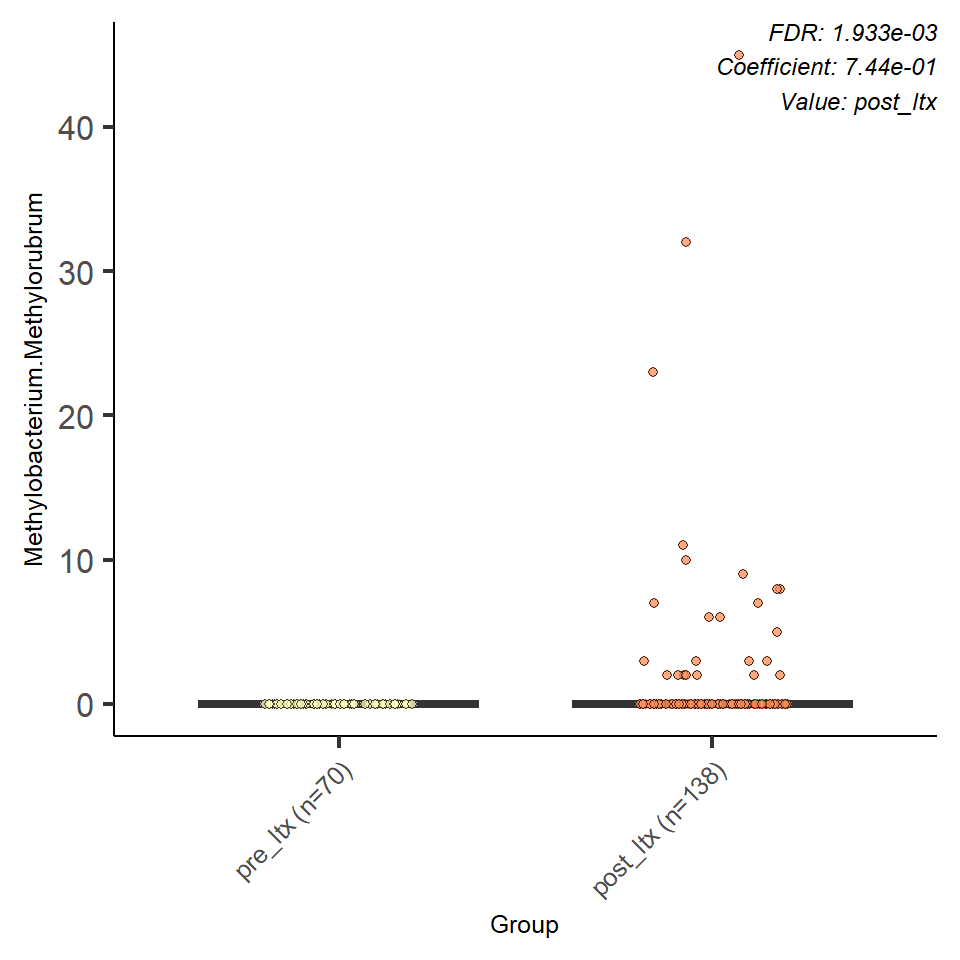 FDR: 1.933e-03
Coefficient: 7.44e-01
Value: post_ltx
Methylobacterium.Methylorubrum
40
30
20
10
0
pre_ltx (n=70)
post_ltx (n=138)
Group